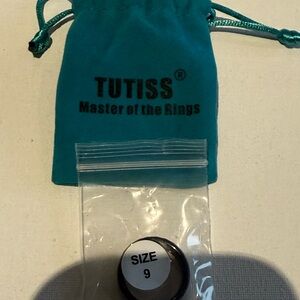 TUTISS®
Master of the Rings
SIZE
9